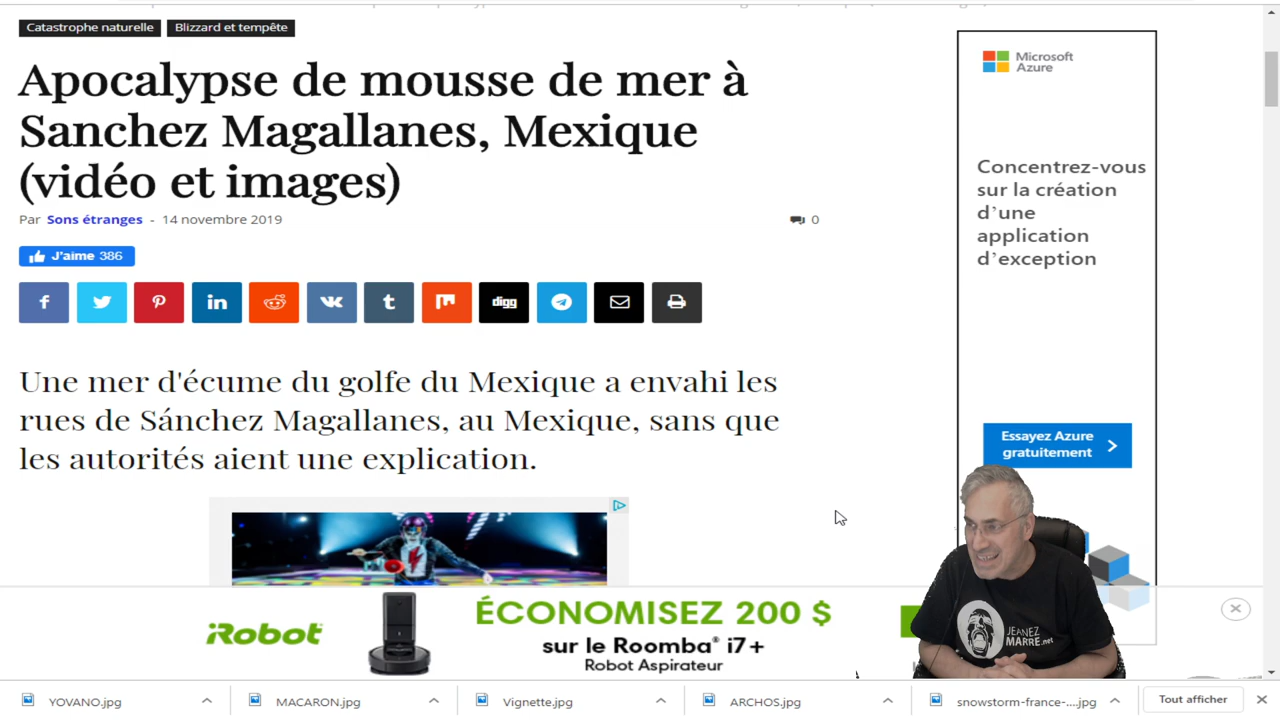 Catastrophe naturelle Blizzard et tempête
Apocalypse de mousse de mer à
Sanchez Magallanes, Mexique
(vidéo et images)
Par Sons étranges - 14 novembre 2019 0
J'aime 386
digg
Une mer d'écume du golfe du Mexique a envahi les
rues de Sánchez Magallanes, au Mexique, sans que
les autorités aient une explication.
Microsoft
Azure
Concentrez-vous
sur la création
d'une
application
d'exception
Essayez Azure
gratuitement
JEANEZ
MARRE.net
iRobot
ÉCONOMISEZ 200 $
sur le Roomba® i7+
Robot Aspirateur
YOVANO.jpg MACARON.jpg Vignette.jpg ARCHOS.jpg snowstorm-france-....jpg Tout afficher